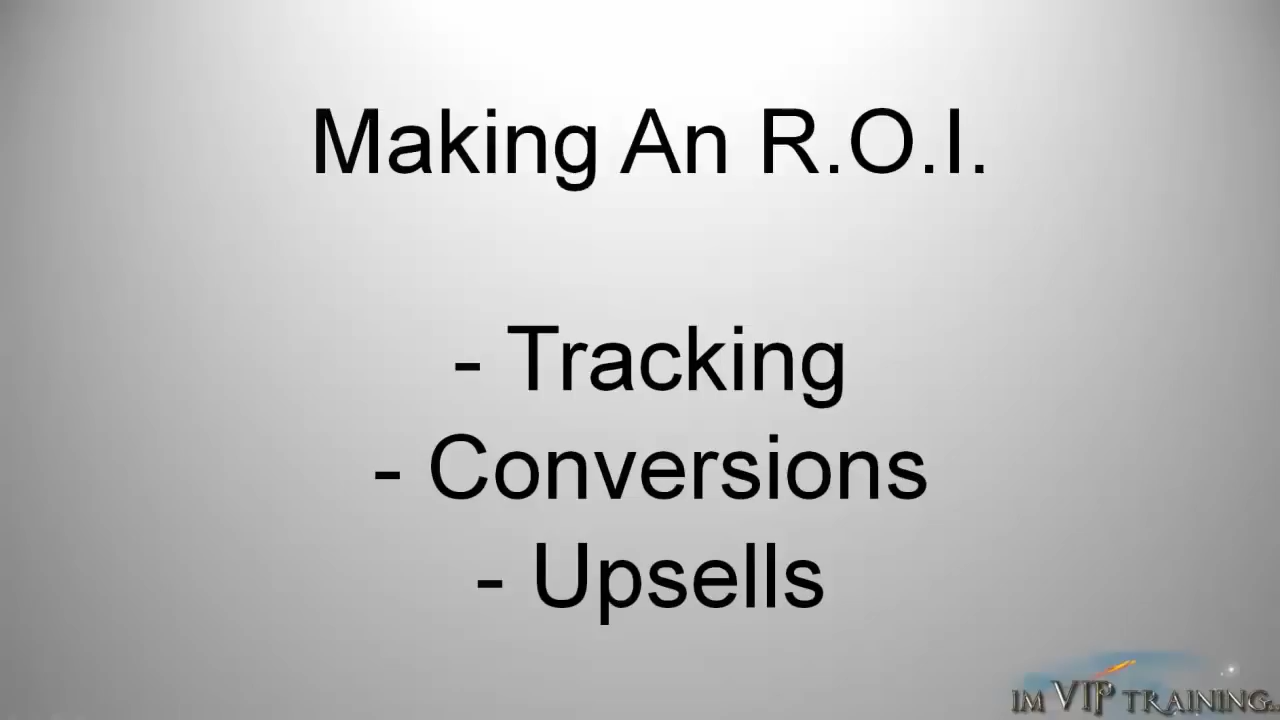 Making An R.O.I.
- Tracking
- Conversions
- Upsells
IM VIP TRAINING..